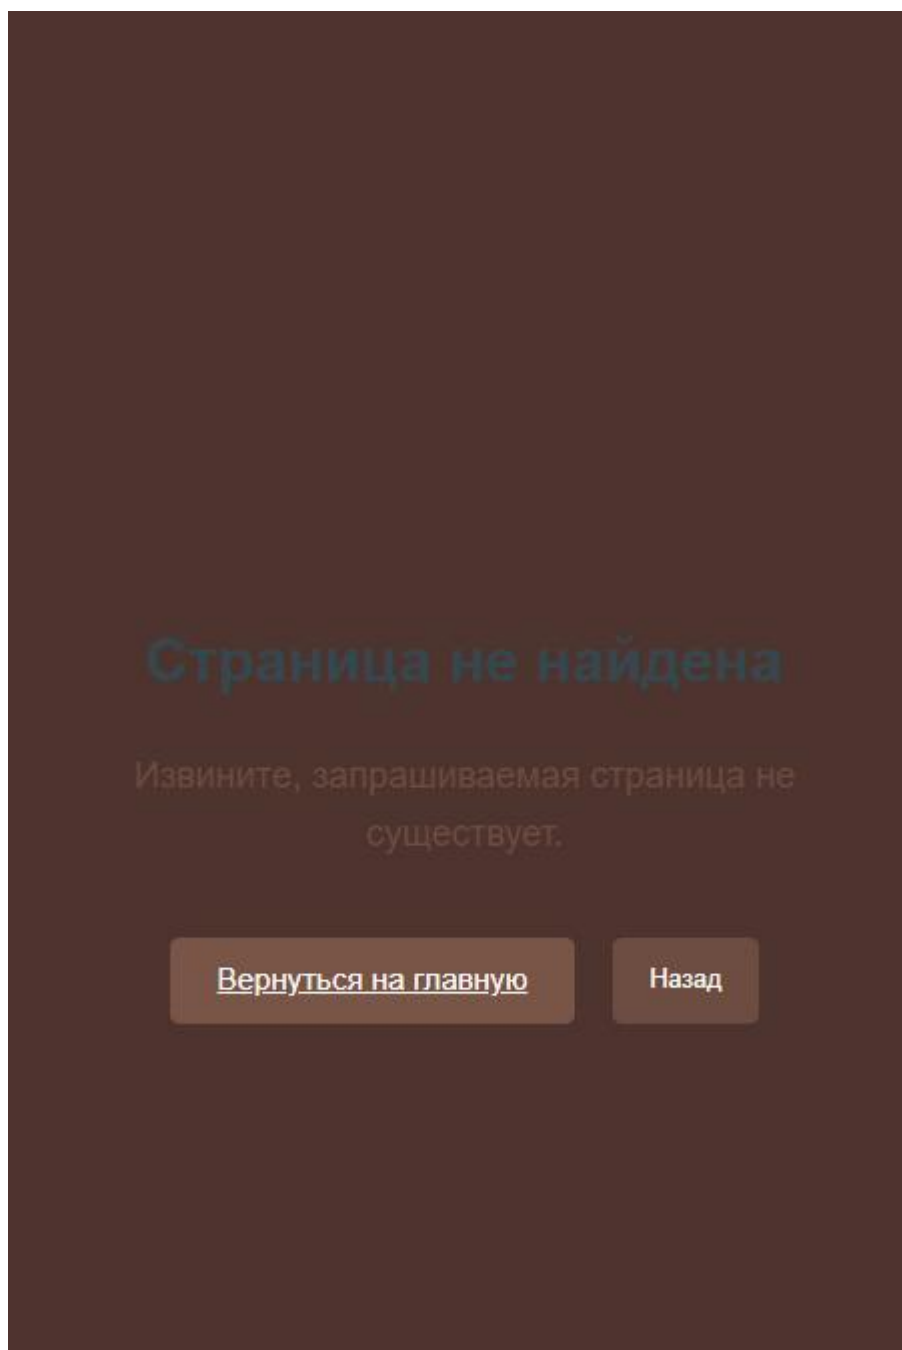 Страница не найдена
Извините, запрашиваемая страница не
существует.
Вернуться на главную
Назад